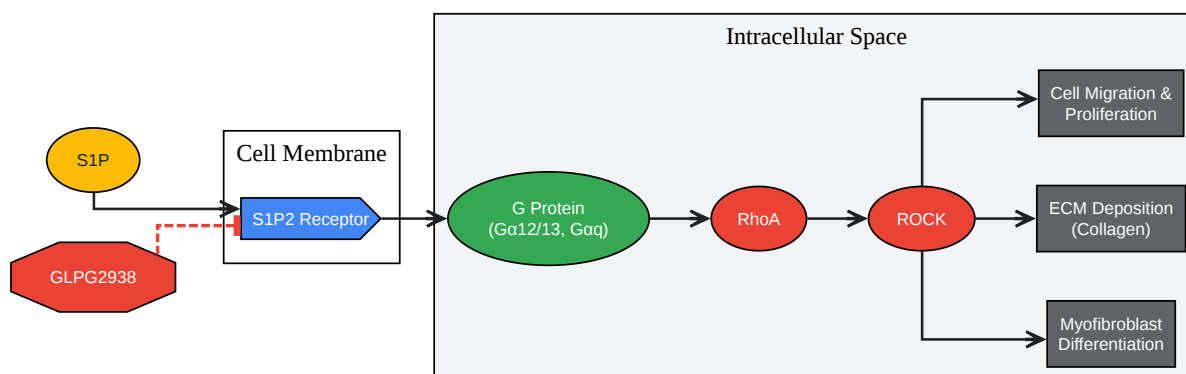 Intracellular Space
Cell Migration &
Proliferation
S1P
Cell Membrane
S1P2 Receptor
G Protein
(Gα12/13, Gαq)
RhoA
ROCK
ECM Deposition
(Collagen)
GLPG2938
Myofibroblast
Differentiation